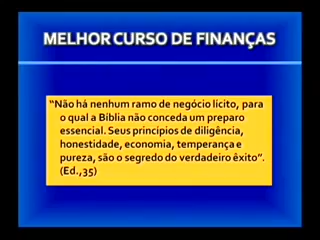 MELHOR CURSO DE FINANÇAS
“Não há nenhum ramo de negócio lícito, para
o qual a Bíblia não conceda um preparo
essencial. Seus princípios de diligência,
honestidade, economia, temperança e
pureza, são o segredo do verdadeiro êxito”.
(Ed.,35)